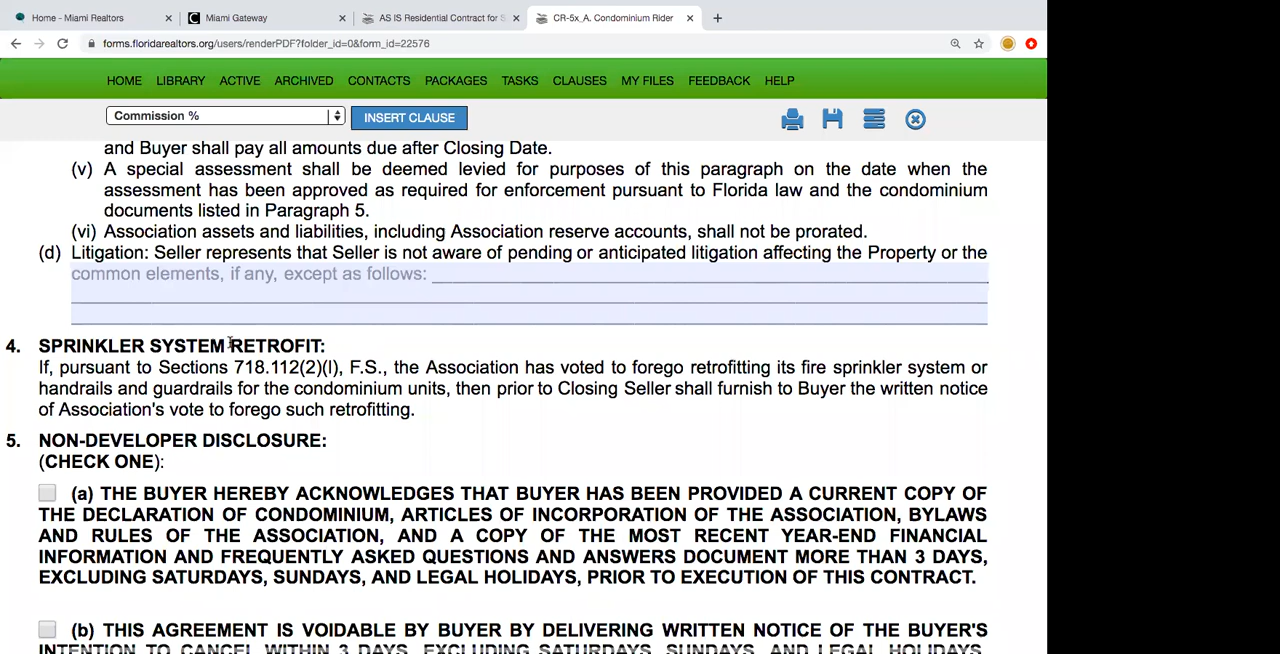 Home - Miami Realtors
Miami Gateway
AS IS Residential Contract for S
CR-5x_A. Condominium Rider
forms.floridarealtors.org/users/renderPDF?folder_id=0&form_id=22576
HOME LIBRARY ACTIVE ARCHIVED CONTACTS PACKAGES TASKS CLAUSES MY FILES FEEDBACK HELP
Commission % INSERT CLAUSE
and Buyer shall pay all amounts due after Closing Date.
(v) A special assessment shall be deemed levied for purposes of this paragraph on the date when the
assessment has been approved as required for enforcement pursuant to Florida law and the condominium
documents listed in Paragraph 5.
(vi) Association assets and liabilities, including Association reserve accounts, shall not be prorated.
(d) Litigation: Seller represents that Seller is not aware of pending or anticipated litigation affecting the Property or the
common elements, if any, except as follows:
4. SPRINKLER SYSTEM RETROFIT:
If, pursuant to Sections 718.112(2)(l), F.S., the Association has voted to forego retrofitting its fire sprinkler system or
handrails and guardrails for the condominium units, then prior to Closing Seller shall furnish to Buyer the written notice
of Association's vote to forego such retrofitting.
5. NON-DEVELOPER DISCLOSURE:
(CHECK ONE):
(a) THE BUYER HEREBY ACKNOWLEDGES THAT BUYER HAS BEEN PROVIDED A CURRENT COPY OF
THE DECLARATION OF CONDOMINIUM, ARTICLES OF INCORPORATION OF THE ASSOCIATION, BYLAWS
AND RULES OF THE ASSOCIATION, AND A COPY OF THE MOST RECENT YEAR-END FINANCIAL
INFORMATION AND FREQUENTLY ASKED QUESTIONS AND ANSWERS DOCUMENT MORE THAN 3 DAYS,
EXCLUDING SATURDAYS, SUNDAYS, AND LEGAL HOLIDAYS, PRIOR TO EXECUTION OF THIS CONTRACT.
(b) THIS AGREEMENT IS VOIDABLE BY BUYER BY DELIVERING WRITTEN NOTICE OF THE BUYER'S
INTENTION TO CANCEL WITHIN 3 DAYS, EXCLUDING SATURDAYS, SUNDAYS, AND LEGAL HOLIDAYS,